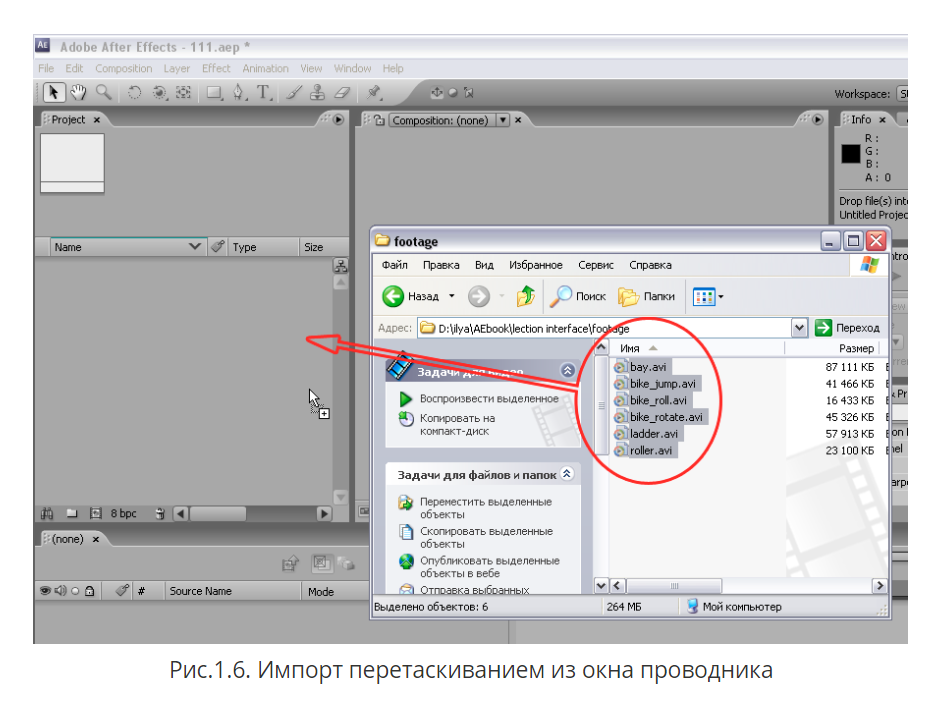 Adobe After Effects - 111.aep *
File Edit Composition Layer Effect Animation View Window Help
Workspace:
Project × Composition: (none) × Info ×
R :
G :
B :
A : 0
Drop file(s)
Untitled
Name Type Size
footage
Файл Правка Вид Избранное Сервис Справка
Назад Поиск Папки
Адрес: D:\ilya\AEbook\lection interface\footage Переход
Имя Размер
Задачи для видео
Воспроизвести выделенное
Копировать на
компакт-диск
bay.avi 87 111 КБ
bike_jump.avi 41 466 КБ
bike_roll.avi 16 433 КБ
bike_rotate.avi 45 326 КБ
ladder.avi 57 913 КБ
roller.avi 23 100 КБ
Задачи для файлов и папок
Переместить выделенные
объекты
Скопировать выделенные
объекты
Опубликовать выделенные
объекты в вебе
Отправка выбранных
Выделено объектов: 6 264 МБ Мой компьютер
8 bpc
(none) ×
# Source Name Mode
Рис.1.6. Импорт перетаскиванием из окна проводника